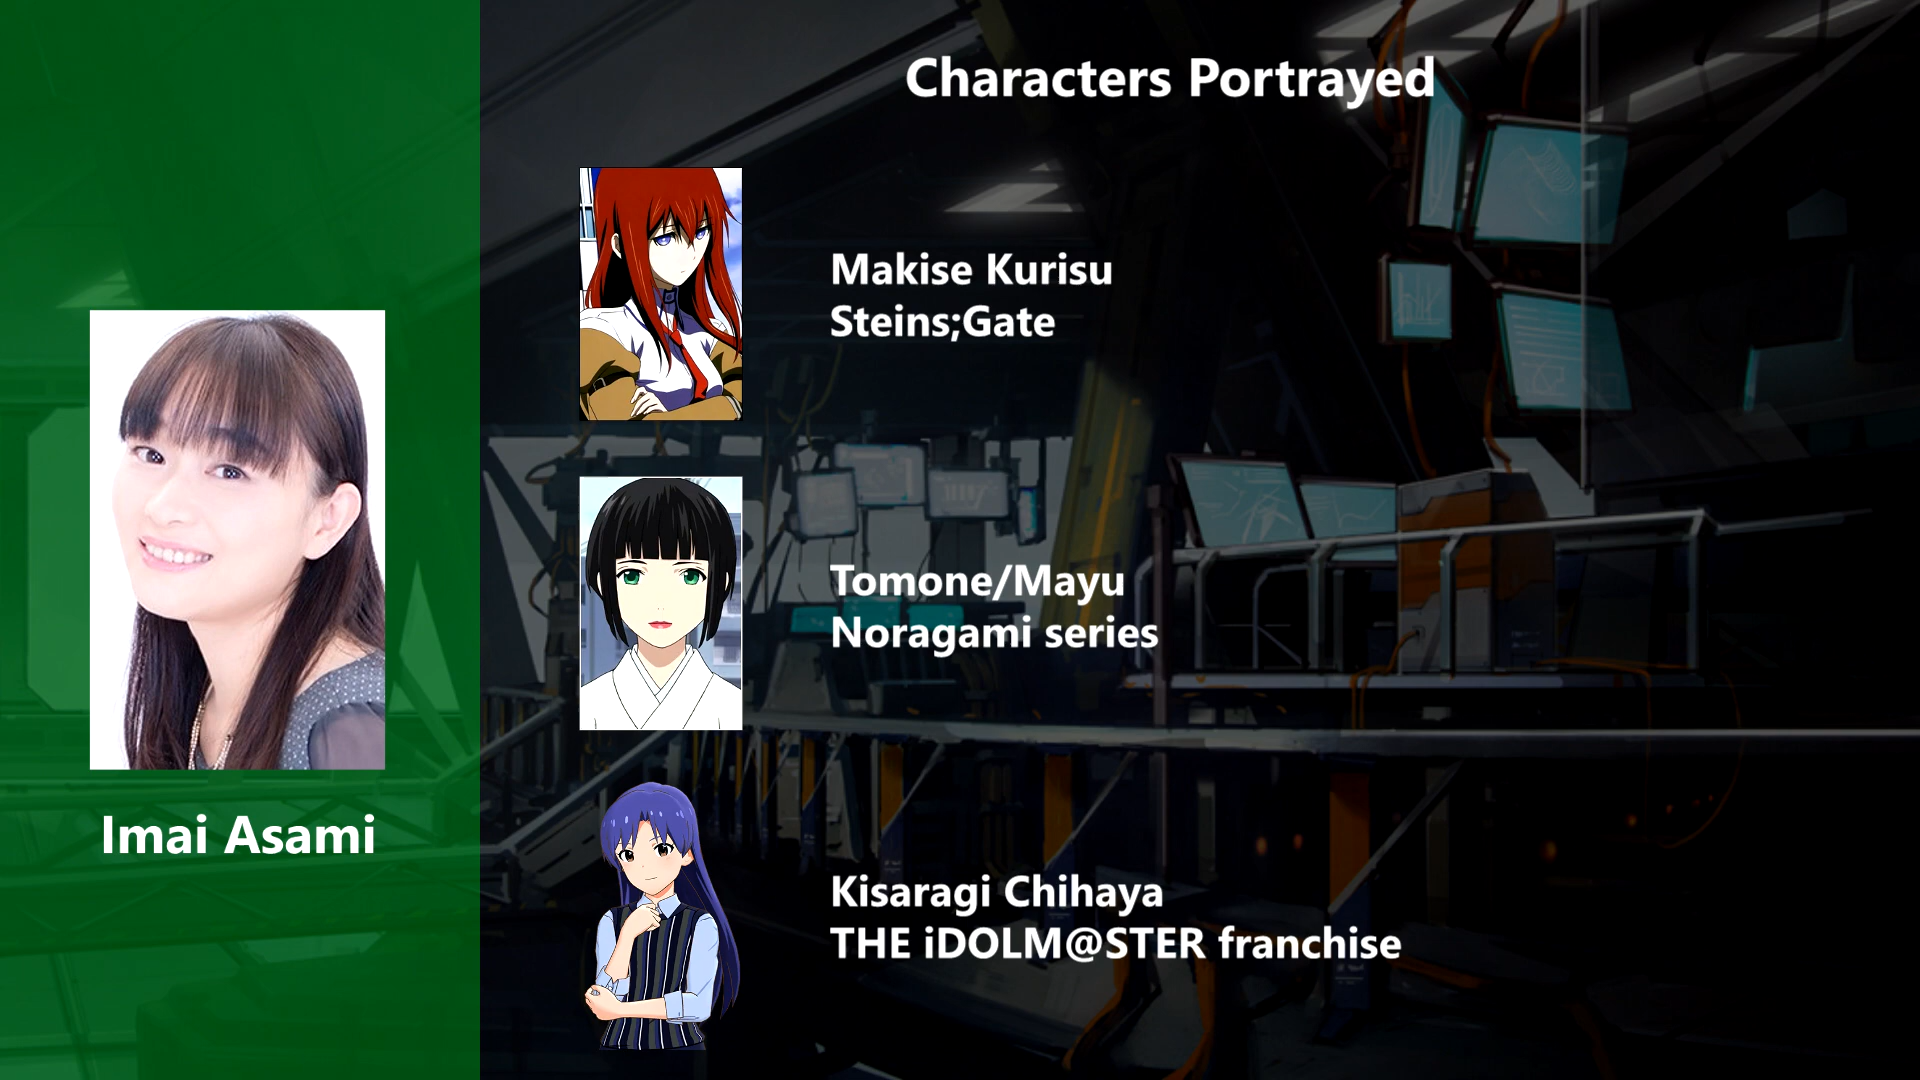 Characters Portrayed
Makise Kurisu
Steins;Gate
Tomone/Mayu
Noragami series
Imai Asami
Kisaragi Chihaya
THE iDOLM@STER franchise